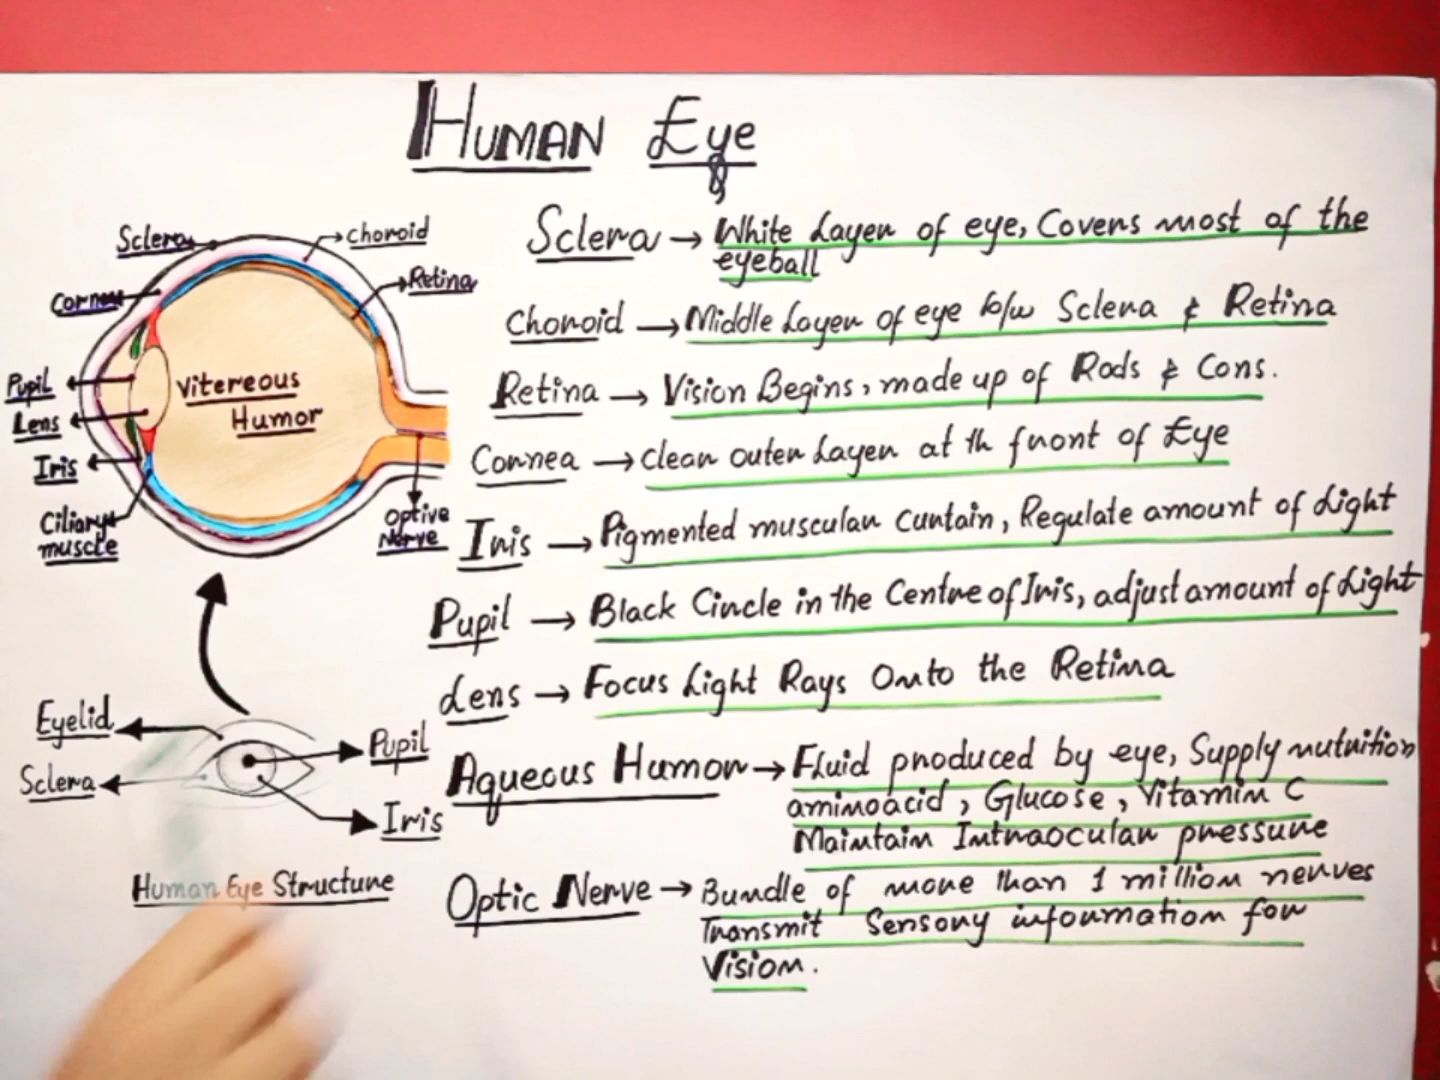 Human Eye
Sclera
choroid
Retina
Cornea
Pupil
Lens
Iris
Ciliary
muscle
Vitereous
Humor
Optive
Nerve
Eyelid
Sclera
Pupil
Iris
Human Eye Structure
Sclera → White Layer of eye, Covers most of the
eyeball
Choroid → Middle Layer of eye b/w Sclera & Retina
Retina → Vision Begins, made up of Rods & Cons.
Cornea → Clear outer Layer at th front of Eye
Iris → Pigmented muscular Curtain, Regulate amount of Light
Pupil → Black Circle in the Centre of Iris, adjust amount of Light
Lens → Focus Light Rays Onto the Retina
Aqueous Humor → Fluid produced by eye, Supply nutrition
aminoacid, Glucose, Vitamin C
Maintain Intraocular pressure
Optic Nerve → Bundle of more than 1 million nerves
Transmit Sensory information for
Vision.